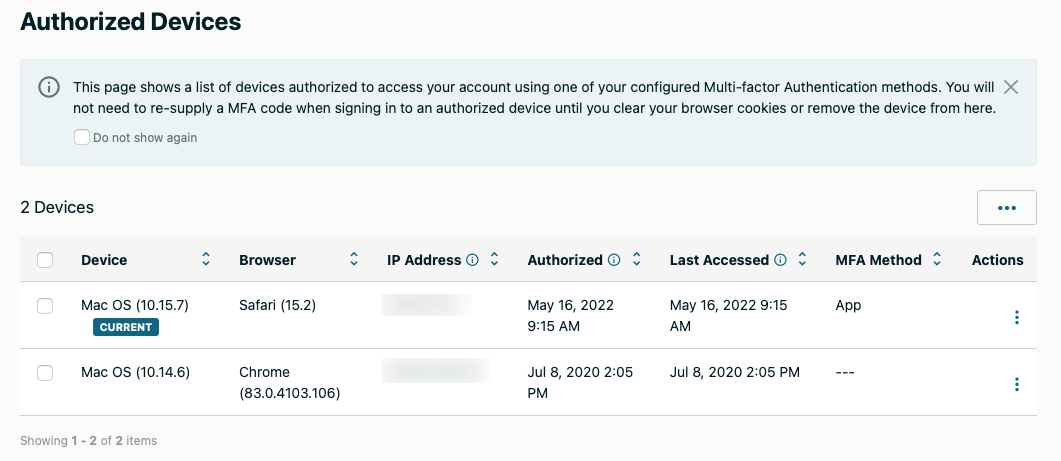 Authorized Devices
This page shows a list of devices authorized to access your account using one of your configured Multi-factor Authentication methods. You will
not need to re-supply a MFA code when signing in to an authorized device until you clear your browser cookies or remove the device from here.
Do not show again
2 Devices
Device Browser IP Address Authorized Last Accessed MFA Method Actions
Mac OS (10.15.7) Safari (15.2) May 16, 2022 May 16, 2022 9:15 App
CURRENT 9:15 AM AM
Mac OS (10.14.6) Chrome Jul 8, 2020 2:05 Jul 8, 2020 2:05 PM ---
(83.0.4103.106) PM
Showing 1 - 2 of 2 items